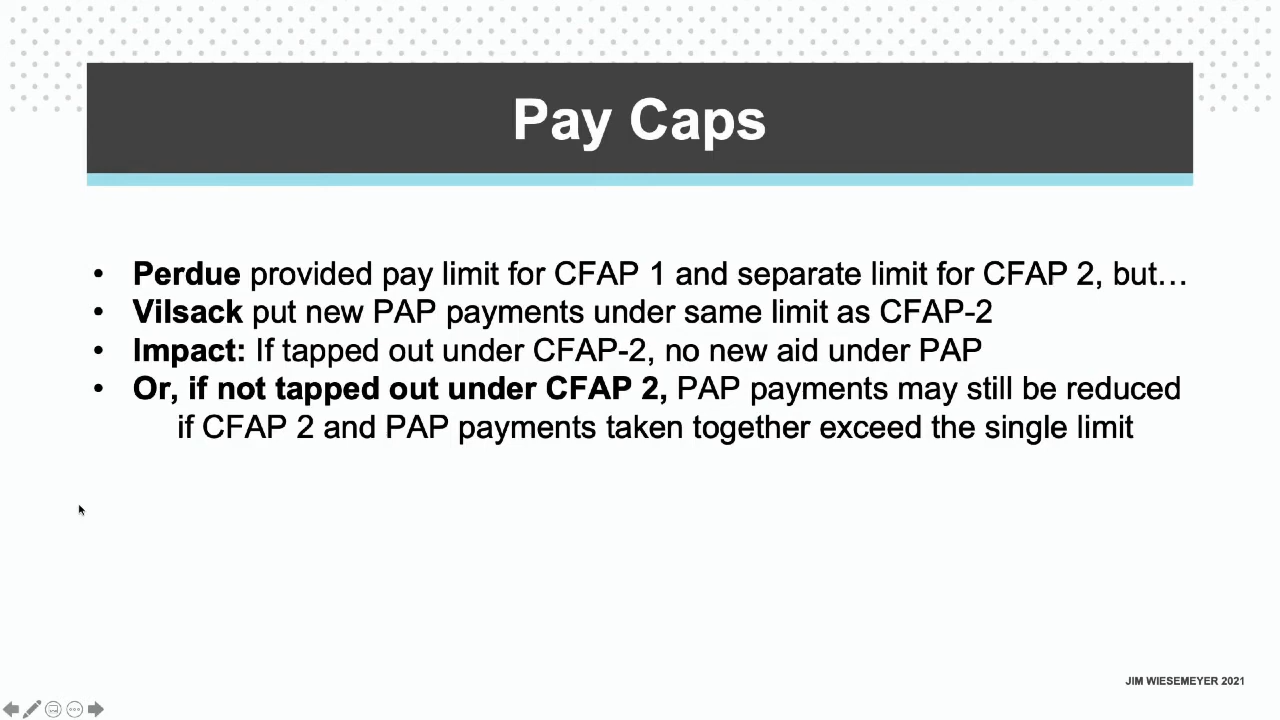 Pay Caps
• Perdue provided pay limit for CFAP 1 and separate limit for CFAP 2, but…
• Vilsack put new PAP payments under same limit as CFAP-2
• Impact: If tapped out under CFAP-2, no new aid under PAP
• Or, if not tapped out under CFAP 2, PAP payments may still be reduced
if CFAP 2 and PAP payments taken together exceed the single limit
JIM WIESEMEYER 2021